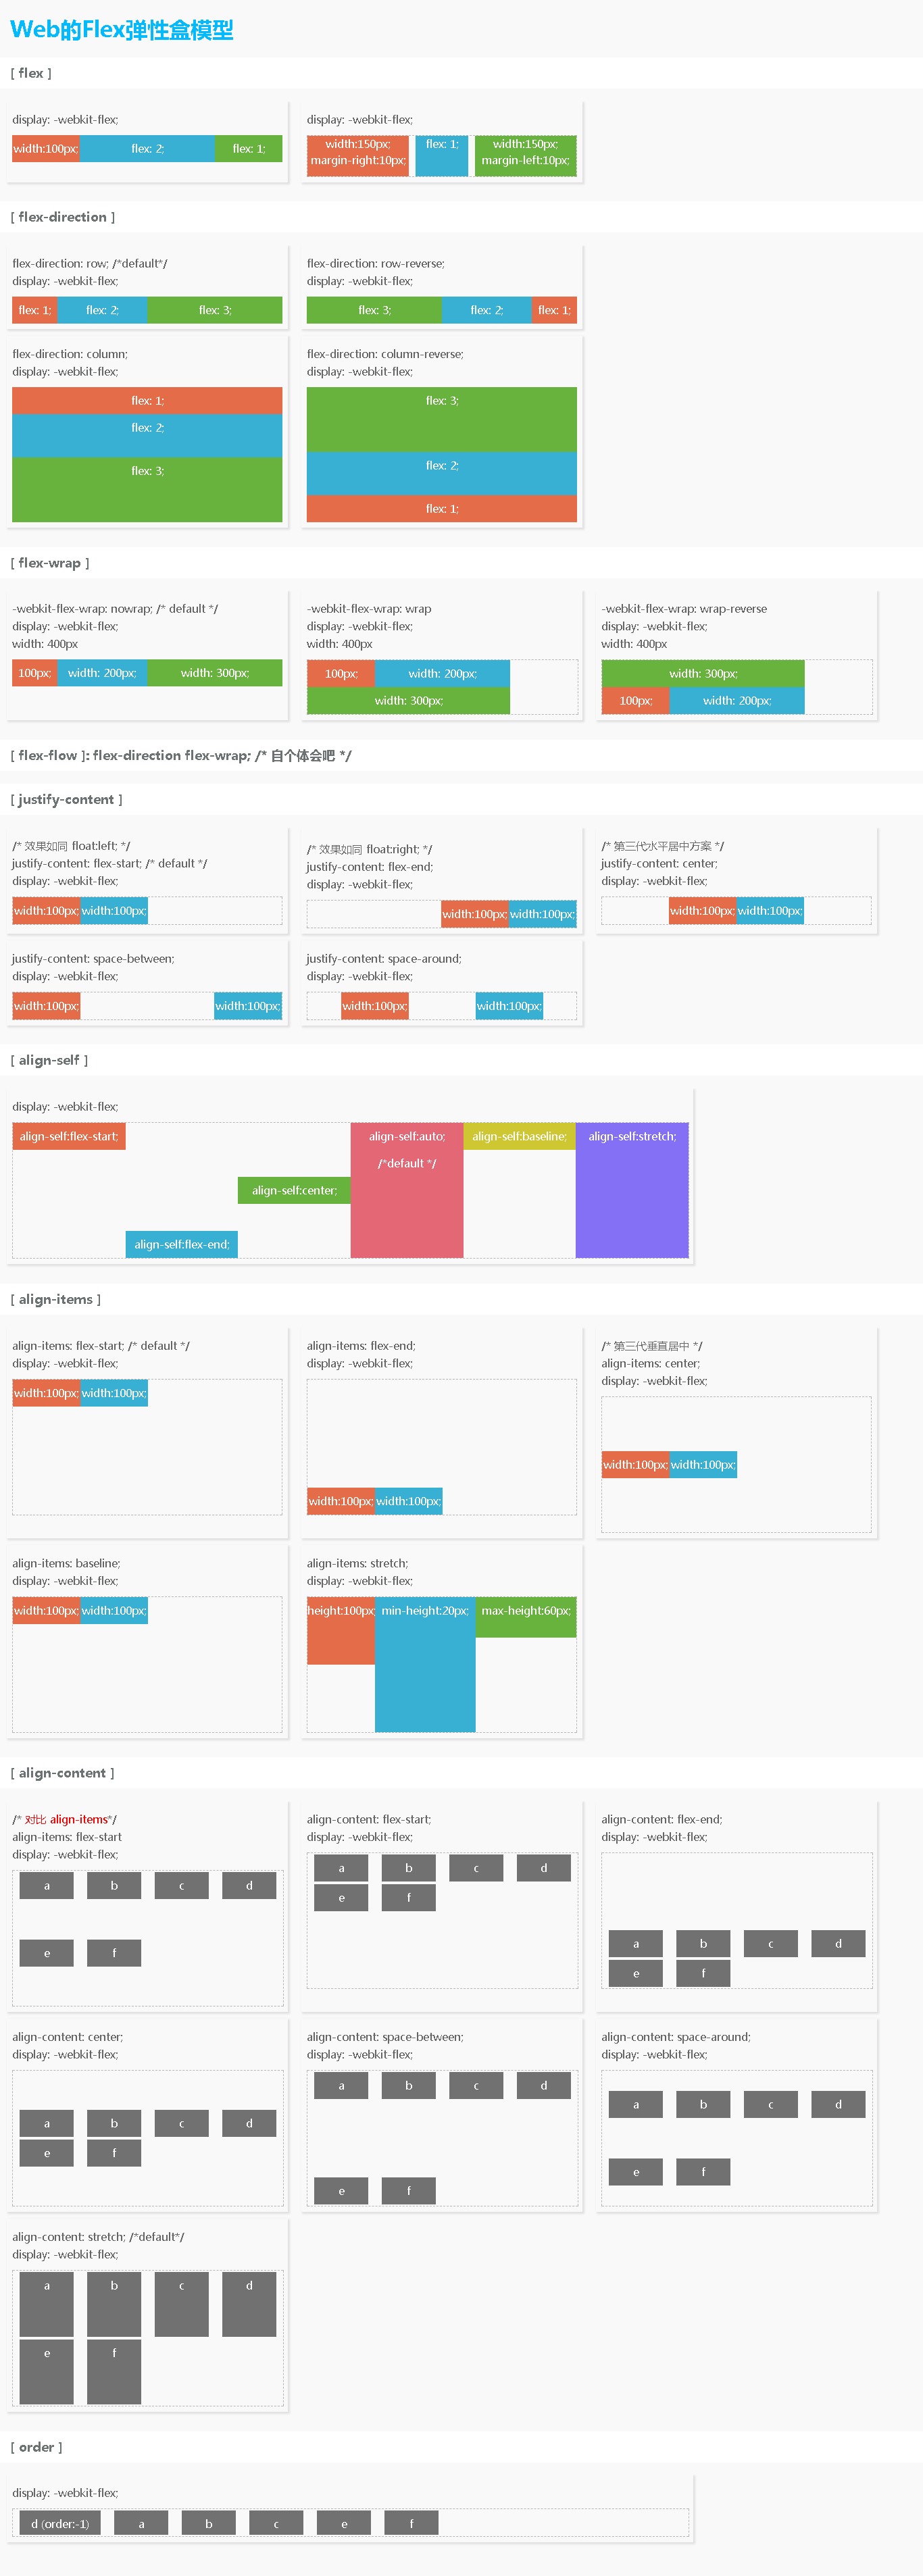 Web的Flex弹性盒模型
[ flex ]
display: -webkit-flex;
width:100px;
flex: 2;
flex: 1;
display: -webkit-flex;
width:150px;
margin-right:10px;
flex: 1;
width:150px;
margin-left:10px;
[ flex-direction ]
flex-direction: row; /*default*/
display: -webkit-flex;
flex: 1;
flex: 2;
flex: 3;
flex-direction: row-reverse;
display: -webkit-flex;
flex: 3;
flex: 2;
flex: 1;
flex-direction: column;
display: -webkit-flex;
flex: 1;
flex: 2;
flex: 3;
flex-direction: column-reverse;
display: -webkit-flex;
flex: 3;
flex: 2;
flex: 1;
[ flex-wrap ]
-webkit-flex-wrap: nowrap; /* default */
display: -webkit-flex;
width: 400px
100px;
width: 200px;
width: 300px;
-webkit-flex-wrap: wrap
display: -webkit-flex;
width: 400px
100px;
width: 200px;
width: 300px;
-webkit-flex-wrap: wrap-reverse
display: -webkit-flex;
width: 400px
width: 300px;
100px;
width: 200px;
[ flex-flow ]: flex-direction flex-wrap; /* 自个体会吧 */
[ justify-content ]
/* 效果如同 float:left; */
justify-content: flex-start; /* default */
display: -webkit-flex;
width:100px;
width:100px;
/* 效果如同 float:right; */
justify-content: flex-end;
display: -webkit-flex;
width:100px;
width:100px;
/* 第三代水平居中方案 */
justify-content: center;
display: -webkit-flex;
width:100px;
width:100px;
justify-content: space-between;
display: -webkit-flex;
width:100px;
width:100px;
justify-content: space-around;
display: -webkit-flex;
width:100px;
width:100px;
[ align-self ]
display: -webkit-flex;
align-self:flex-start;
align-self:flex-end;
align-self:center;
align-self:auto;
/*default */
align-self:baseline;
align-self:stretch;
[ align-items ]
align-items: flex-start; /* default */
display: -webkit-flex;
width:100px;
width:100px;
align-items: flex-end;
display: -webkit-flex;
width:100px;
width:100px;
/* 第三代垂直居中 */
align-items: center;
display: -webkit-flex;
width:100px;
width:100px;
align-items: baseline;
display: -webkit-flex;
width:100px;
width:100px;
align-items: stretch;
display: -webkit-flex;
height:100px;
min-height:20px;
max-height:60px;
[ align-content ]
/* 对比 align-items*/
align-items: flex-start
display: -webkit-flex;
a b c d
e f
align-content: flex-start;
display: -webkit-flex;
a b c d
e f
align-content: flex-end;
display: -webkit-flex;
a b c d
e f
align-content: center;
display: -webkit-flex;
a b c d
e f
align-content: space-between;
display: -webkit-flex;
a b c d
e f
align-content: space-around;
display: -webkit-flex;
a b c d
e f
align-content: stretch; /*default*/
display: -webkit-flex;
a b c d
e f
[ order ]
display: -webkit-flex;
d (order:-1) a b c e f